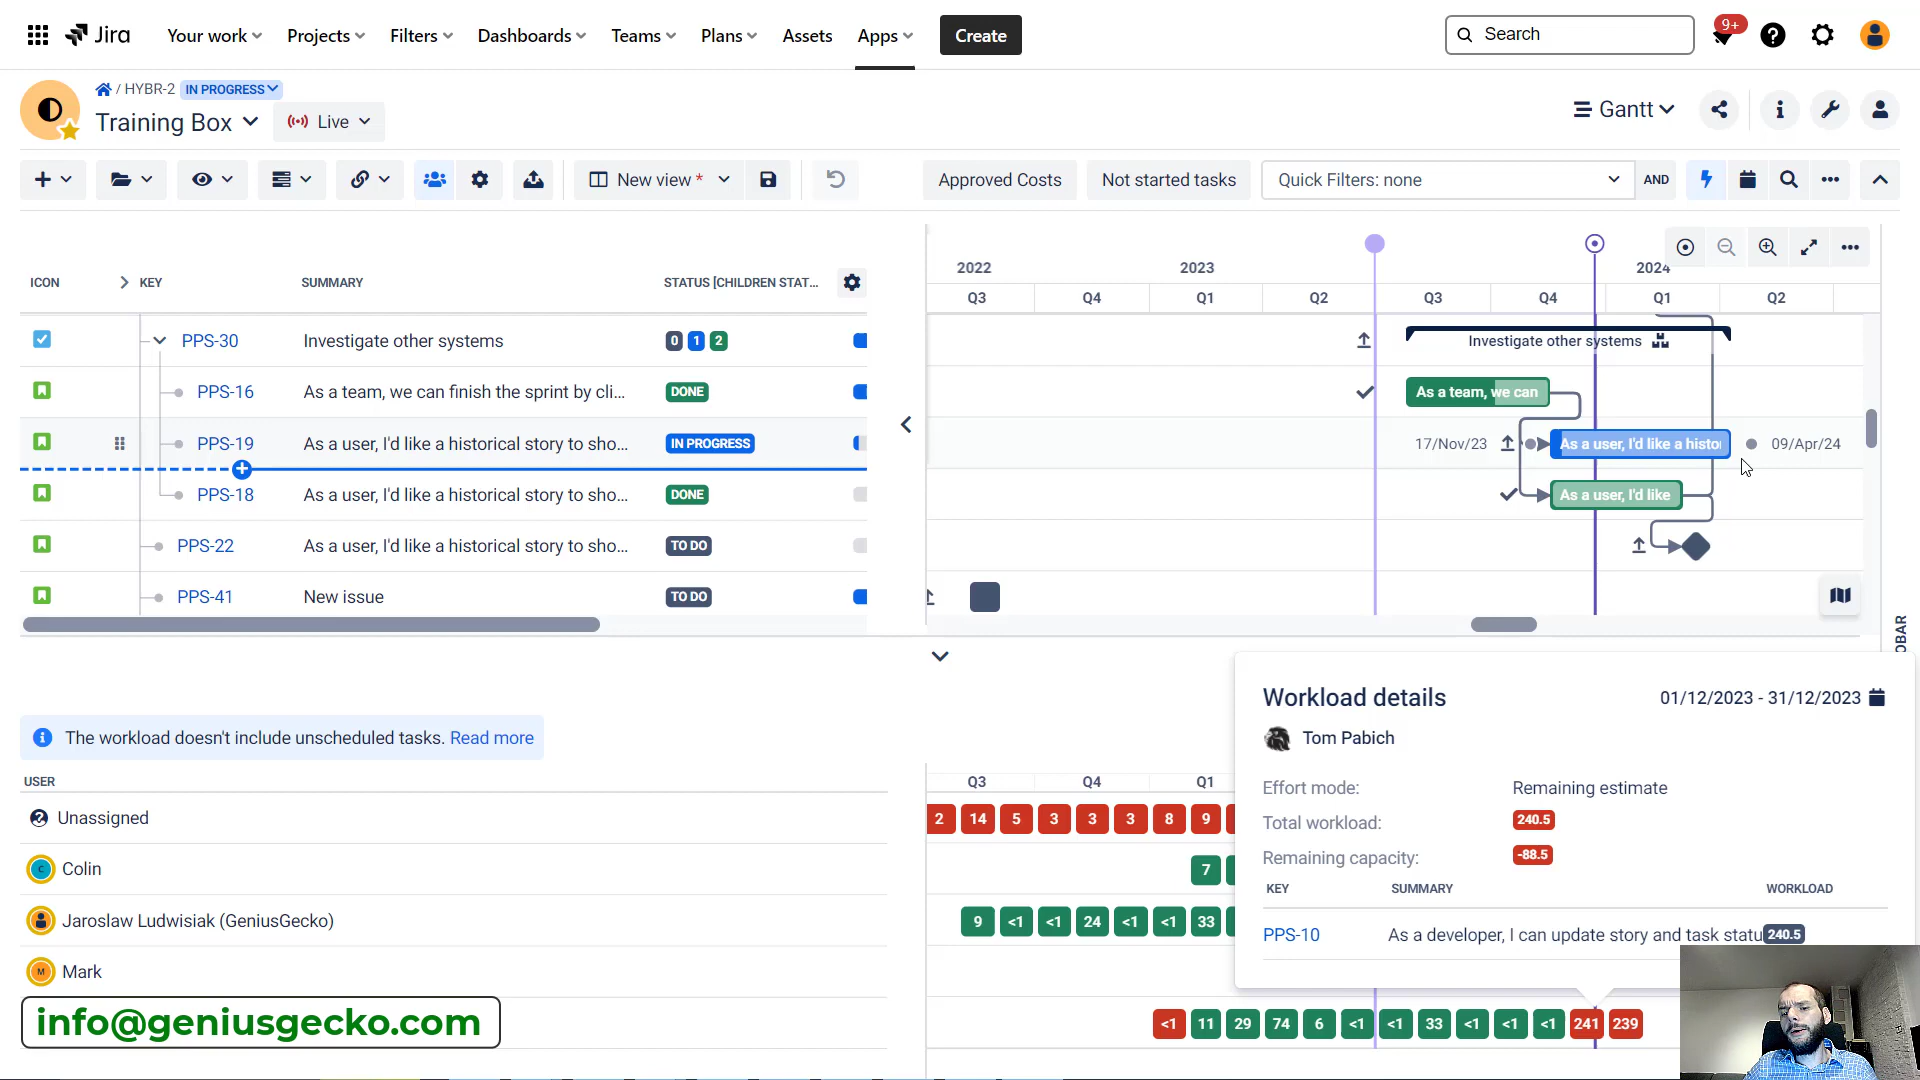 Jira Your work Projects Filters Dashboards Teams Plans Assets Apps Create Search 9+
/ HYBR-2 IN PROGRESS
Training Box Live Gantt
New view * Approved Costs Not started tasks Quick Filters: none AND
2022 2023 2024
ICON KEY SUMMARY STATUS [CHILDREN STAT... Q3 Q4 Q1 Q2 Q3 Q4 Q1 Q2
PPS-30 Investigate other systems 0 1 2 Investigate other systems
PPS-16 As a team, we can finish the sprint by cli... DONE As a team, we can
PPS-19 As a user, I'd like a historical story to sho... IN PROGRESS 17/Nov/23 As a user, I'd like a histo 09/Apr/24
PPS-18 As a user, I'd like a historical story to sho... DONE As a user, I'd like
PPS-22 As a user, I'd like a historical story to sho... TO DO
PPS-41 New issue TO DO
OBAR
Workload details 01/12/2023 - 31/12/2023
The workload doesn't include unscheduled tasks. Read more
Tom Pabich
USER Q3 Q4 Q1
Effort mode: Remaining estimate
Unassigned 2 14 5 3 3 3 8 9
Total workload: 240.5
Remaining capacity: -88.5
C Colin 7
KEY SUMMARY WORKLOAD
Jaroslaw Ludwisiak (GeniusGecko) 9 <1 <1 24 <1 <1 33
PPS-10 As a developer, I can update story and task statu 240.5
M Mark
info@geniusgecko.com <1 11 29 74 6 <1 <1 33 <1 <1 <1 241 239